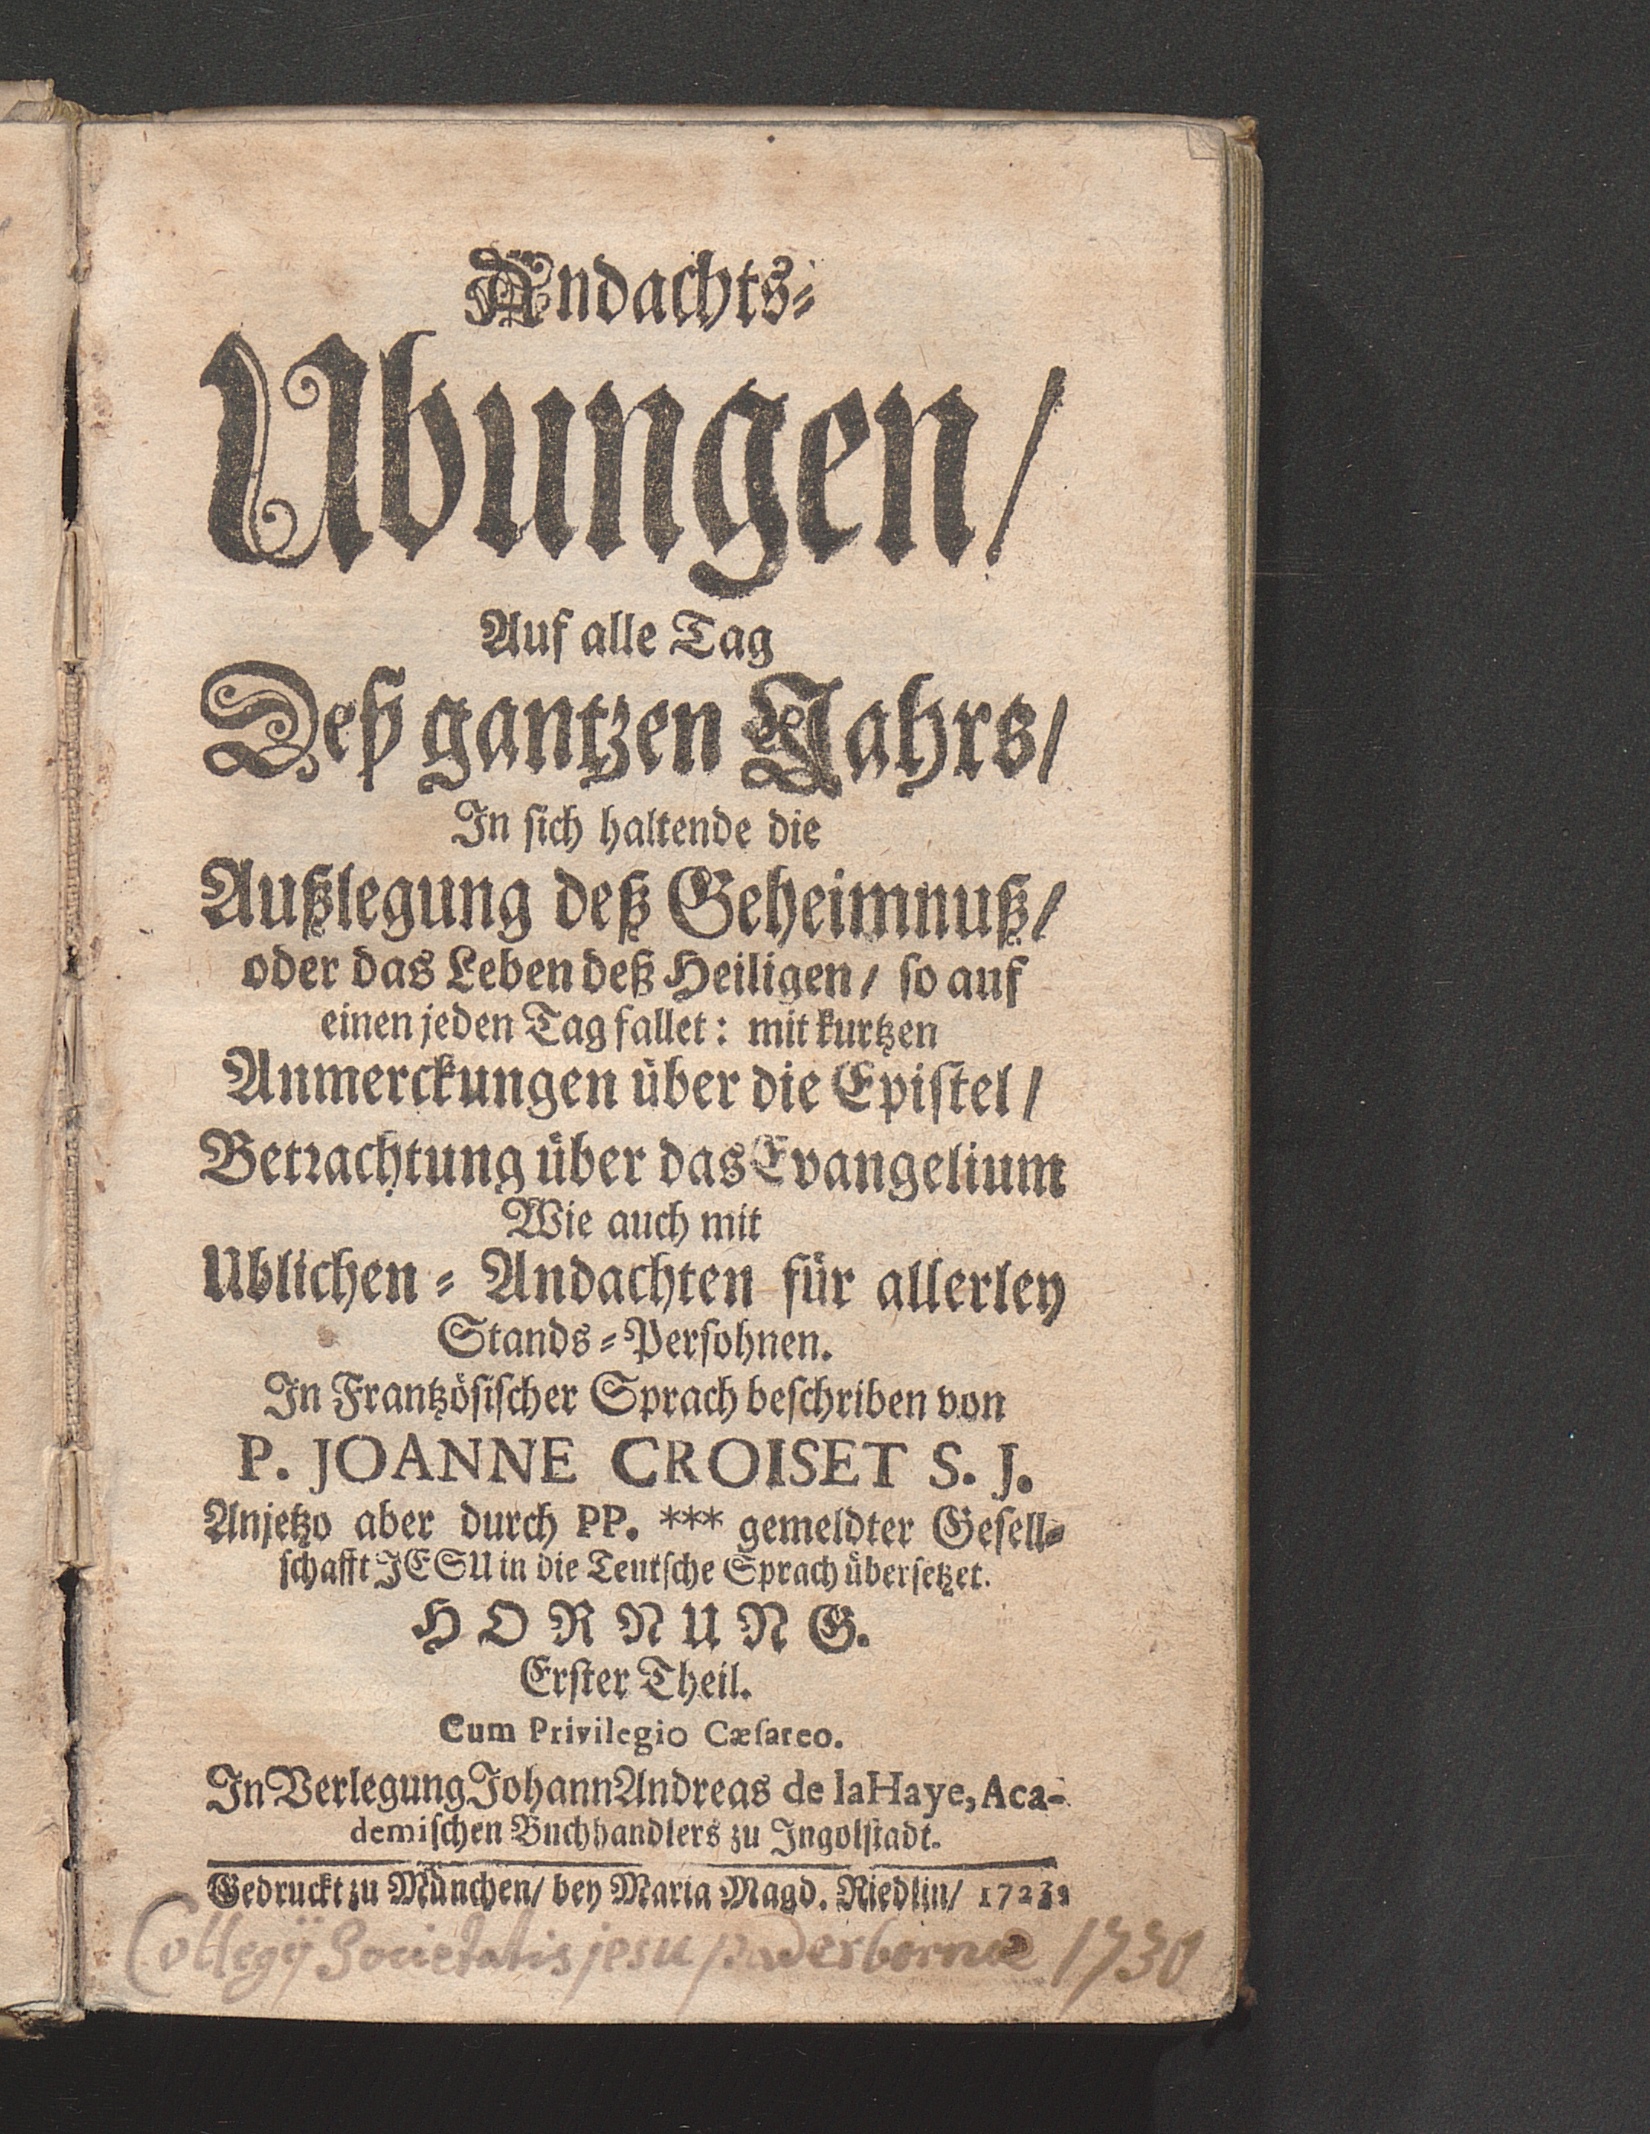 Andachts-
Ubungen/
Auf alle Tag
Deß gantzen Jahrs/
In sich haltende die
Außlegung deß Geheimnuß/
oder das Leben deß Heiligen/ so auf
einen jeden Tag fallet: mit kurtzen
Anmerckungen über die Epistel/
Betrachtung über das Evangelium
Wie auch mit
Ublichen-Andachten für allerley
Stands-Persohnen.
In Frantzösischer Sprach beschriben von
P. JOANNE CROISET S. J.
Anjetzo aber durch PP. *** gemeldter Gesell-
schafft JESU in die Teutsche Sprach übersetzet.
HORNUNG.
Erster Theil.
Cum Privilegio Cæsareo.
In Verlegung Johann Andreas de la Haye, Aca-
demischen Buchhandlers zu Ingolstadt.
Gedruckt zu München/ bey Maria Magd. Riedlin/
Collegij Societatis jesu paderbornæ 1730